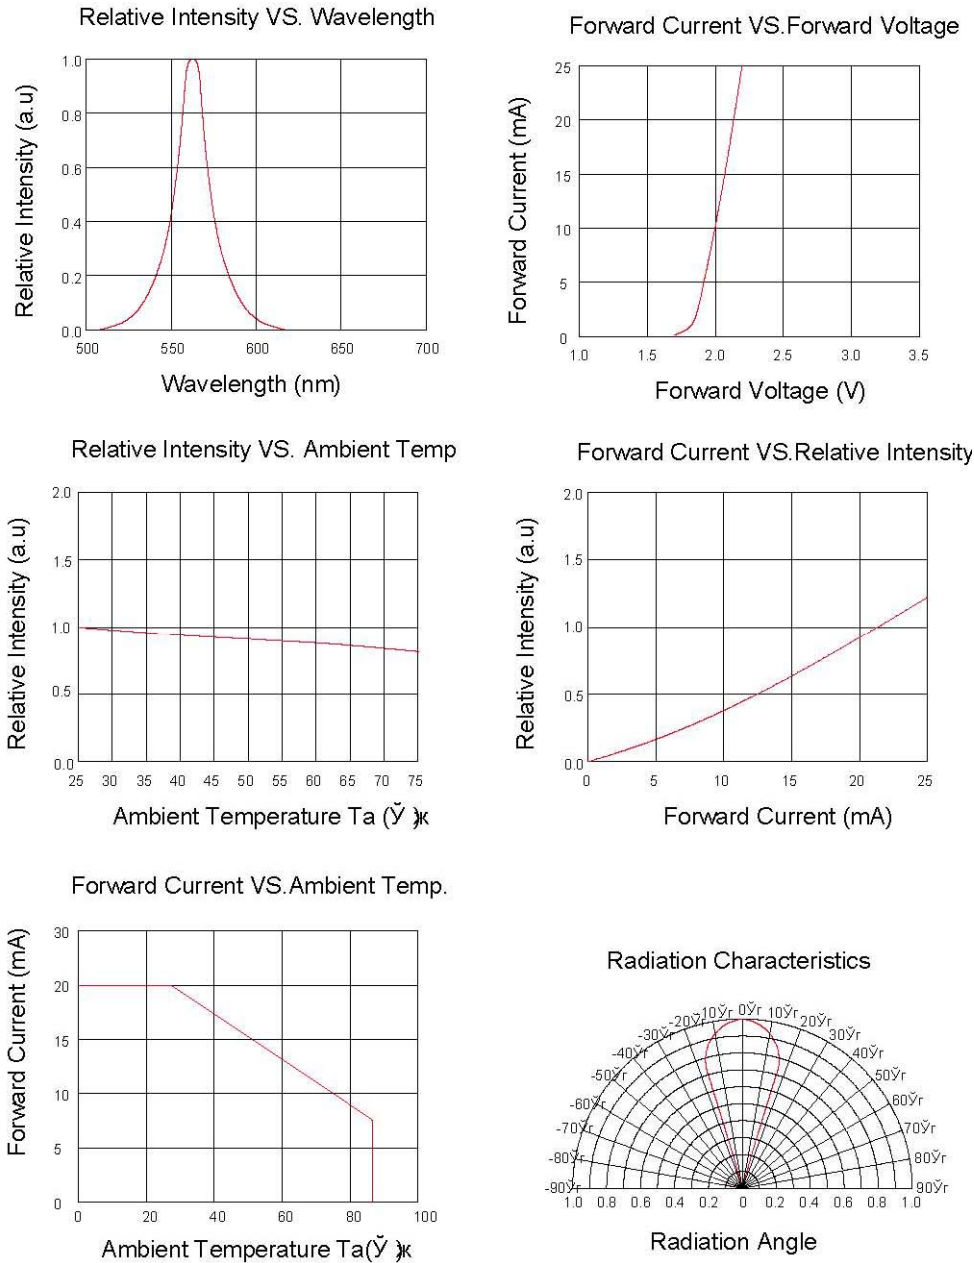 Relative Intensity VS. Wavelength
Relative Intensity (a.u)
1.0
0.8
0.6
0.4
0.2
0.0
500 550 600 650 700
Wavelength (nm)
Forward Current VS.Forward Voltage
Forward Current (mA)
25
20
15
10
5
0
1.0 1.5 2.0 2.5 3.0 3.5
Forward Voltage (V)
Relative Intensity VS. Ambient Temp
Relative Intensity (a.u)
2.0
1.5
1.0
0.5
0.0
25 30 35 40 45 50 55 60 60 70 75
Ambient Temperature Ta (Ў )ж
Forward Current VS.Relative Intensity
Relative Intensity (a.u)
2.0
1.5
1.0
0.5
0.0
0 5 10 15 20 25
Forward Current (mA)
Forward Current VS.Ambient Temp.
Forward Current (mA)
30
20
15
10
5
0
0 20 40 60 80 100
Ambient Temperature Ta(Ў )ж
Radiation Characteristics
-90Ўг -80Ўг -70Ўг -60Ўг -50Ўг -40Ўг -30Ўг -20Ўг -10Ўг 0Ўг 10Ўг 20Ўг 30Ўг 40Ўг 50Ўг 60Ўг 70Ўг 80Ўг 90Ўг
1.0 0.8 0.6 0.4 0.2 0 0.2 0.4 0.6 0.8 1.0
Radiation Angle